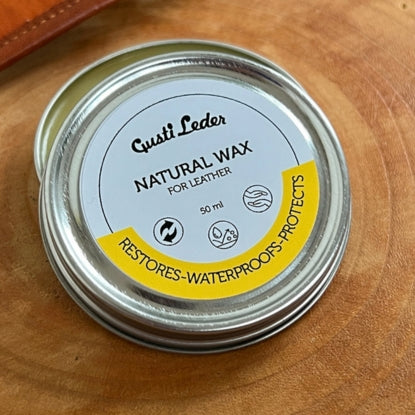 Gusti Leder
NATURAL WAX
FOR LEATHER
50 ml
RESTORES-WATERPROOFS-PROTECTS